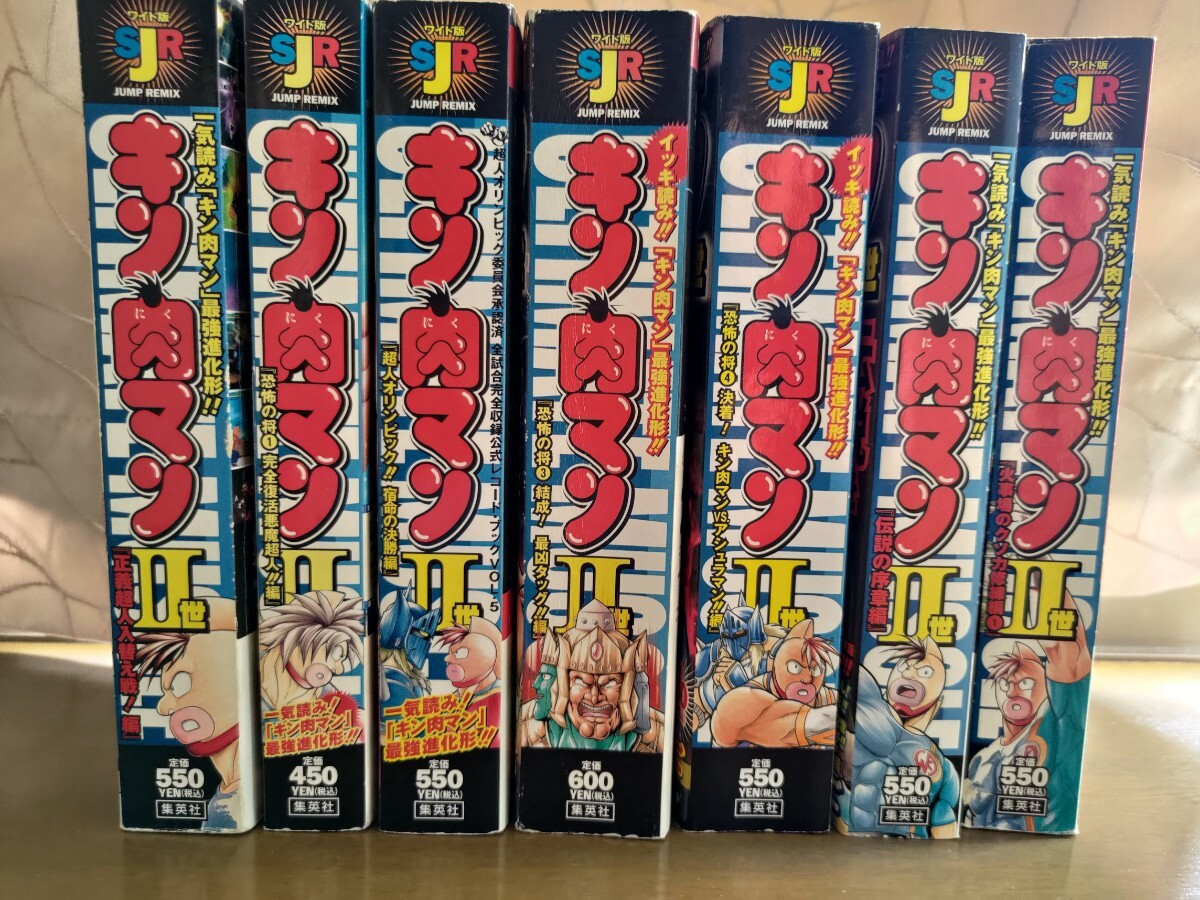 ワイド版
SJR
JUMP REMIX
一気読み「キン肉マン」最強進化形!!
キン肉マン
にく
II世
『正義超人入替え戦!編』
定価
550
YEN(税込)
集英社
ワイド版
SJR
JUMP REMIX
キン肉マン
にく
『恐怖の将❶完全復活悪魔超人!!編』
II世
一気読み!
「キン肉マン」
最強進化形!!
定価
450
YEN(税込)
集英社
ワイド版
SJR
JUMP REMIX
超人オリンピック委員会承認済 全試合完全収録公式レコードブックVOL.5
キン肉マン
にく
『超人オリンピック!! 宿命の決勝編』
II世
一気読み!
「キン肉マン」
最強進化形!!
定価
550
YEN(税込)
集英社
ワイド版
SJR
JUMP REMIX
イッキ読み!!「キン肉マン」最強進化形!!
キン肉マン
にく
『恐怖の将❸ 結成! 最凶タッグ!!編』
II世
定価
600
YEN(税込)
集英社
ワイド版
SJR
JUMP REMIX
イッキ読み!!「キン肉マン」最強進化形!!
キン肉マン
にく
『恐怖の将❹ 決着! キン肉マンVS.アシュラマン!!編』
II世
定価
550
YEN(税込)
集英社
ワイド版
SJR
JUMP REMIX
一気読み「キン肉マン」最強進化形!!
キン肉マン
にく
『伝説の序章編』
II世
定価
550
YEN(税込)
集英社
ワイド版
SJR
JUMP REMIX
一気読み「キン肉マン」最強進化形!!
キン肉マン
にく
II世
定価
550
YEN(税込)
集英社